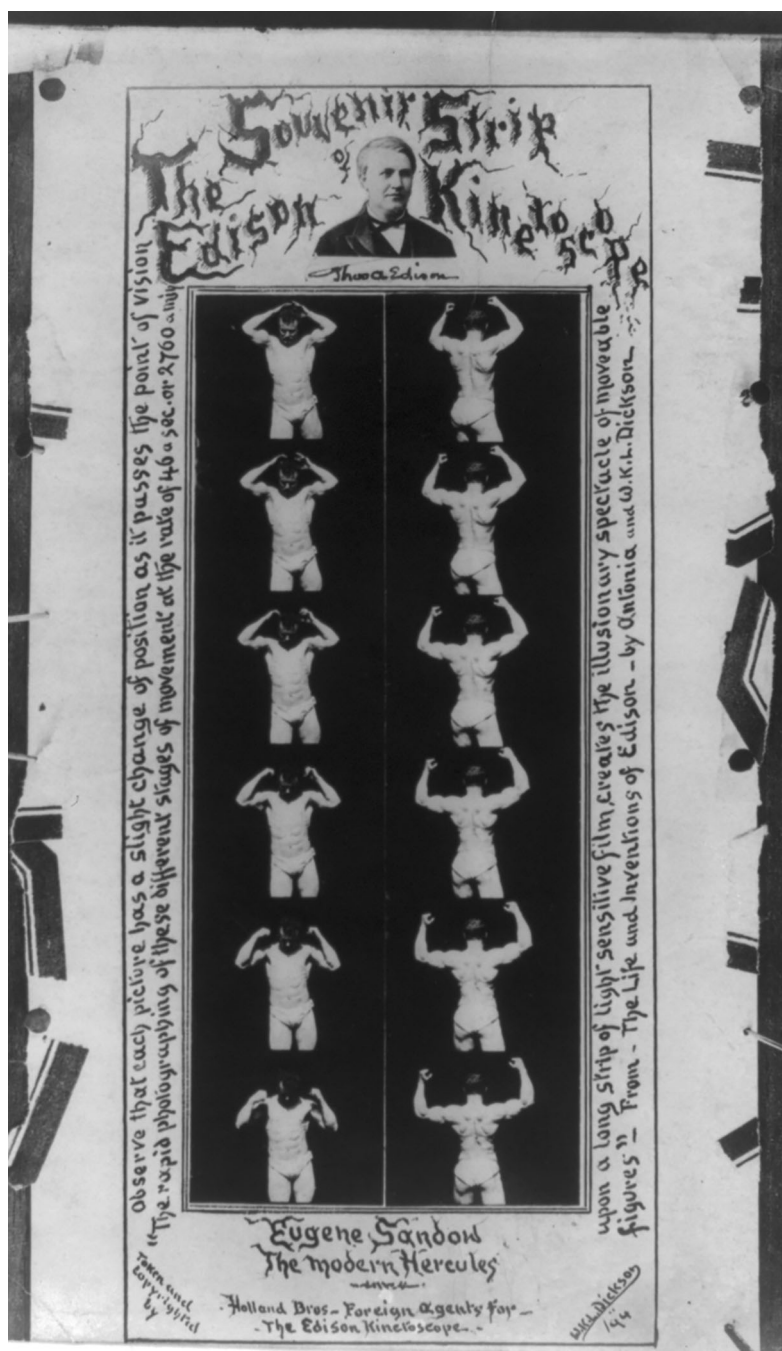 Souvenir Strip
of
The Edison Kinetoscope
Thos A Edison
Observe that each picture has a slight change of position as it passes the point of vision
"The rapid photographing of these different stages of movement at the rate of 46 a sec. or 2760 a min
upon a long strip of light sensitive film, creates the illusionary spectacle of moveable
figures" - From - The Life and Inventions of Edison - by Antonia and W.K.L. Dickson -
Eugene Sandow
The modern Hercules
Taken and
copyrighted
by
W.K.L. Dickson
'94
- Holland Bros - Foreign Agents for -
- The Edison Kinetoscope -